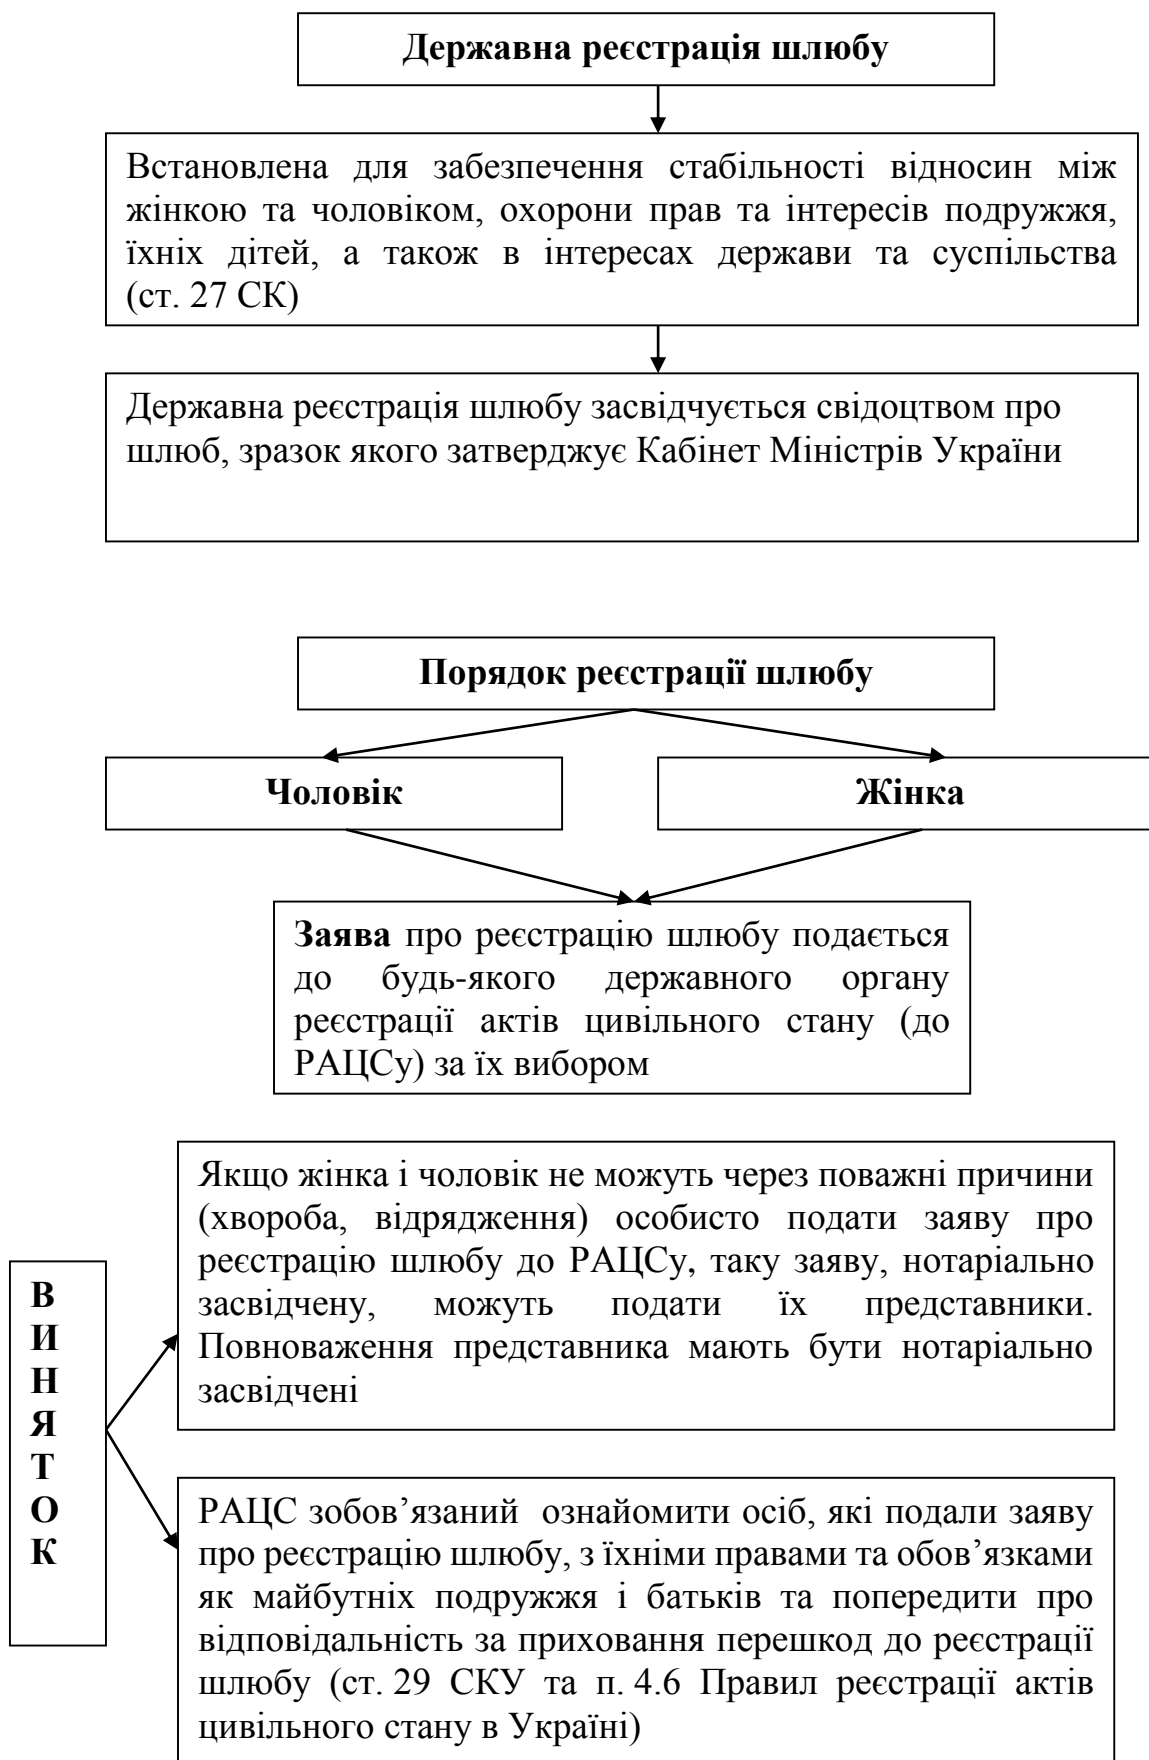 Державна реєстрація шлюбу
Встановлена для забезпечення стабільності відносин між
жінкою та чоловіком, охорони прав та інтересів подружжя,
їхніх дітей, а також в інтересах держави та суспільства
(ст. 27 СК)
Державна реєстрація шлюбу засвідчується свідоцтвом про
шлюб, зразок якого затверджує Кабінет Міністрів України
Порядок реєстрації шлюбу
Чоловік
Жінка
Заява про реєстрацію шлюбу подається
до будь-якого державного органу
реєстрації актів цивільного стану (до
РАЦСу) за їх вибором
Якщо жінка і чоловік не можуть через поважні причини
(хвороба, відрядження) особисто подати заяву про
реєстрацію шлюбу до РАЦСу, таку заяву, нотаріально
засвідчену, можуть подати їх представники.
Повноваження представника мають бути нотаріально
засвідчені
В
И
Н
Я
Т
О
К
РАЦС зобов’язаний ознайомити осіб, які подали заяву
про реєстрацію шлюбу, з їхніми правами та обов’язками
як майбутніх подружжя і батьків та попередити про
відповідальність за приховання перешкод до реєстрації
шлюбу (ст. 29 СКУ та п. 4.6 Правил реєстрації актів
цивільного стану в Україні)